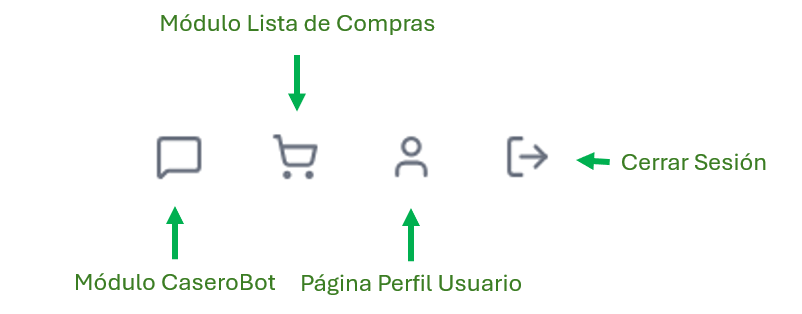 Módulo Lista de Compras
Cerrar Sesión
Módulo CaseroBot
Página Perfil Usuario